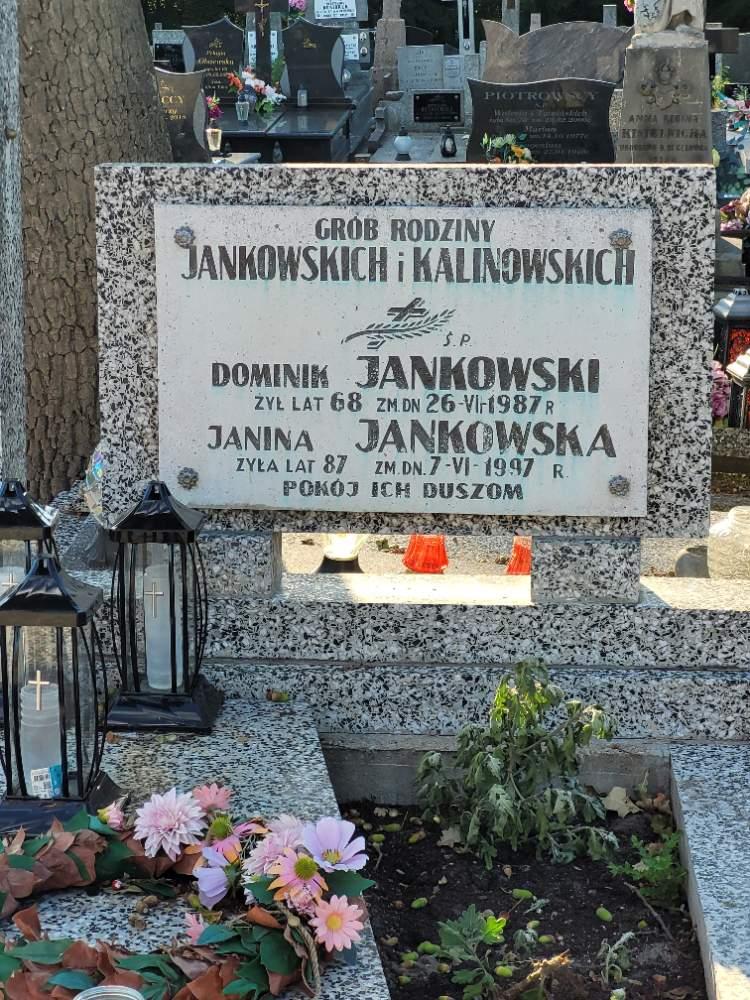 GRÓB RODZINY
JANKOWSKICH i KALINOWSKICH
Ś.P.
DOMINIK JANKOWSKI
ŻYŁ LAT 68 ZM.DN 26-VI-1987 R
JANINA JANKOWSKA
ŻYŁA LAT 87 ZM.DN. 7-VI-1997 R.
POKÓJ ICH DUSZOM
PIOTROWSCY